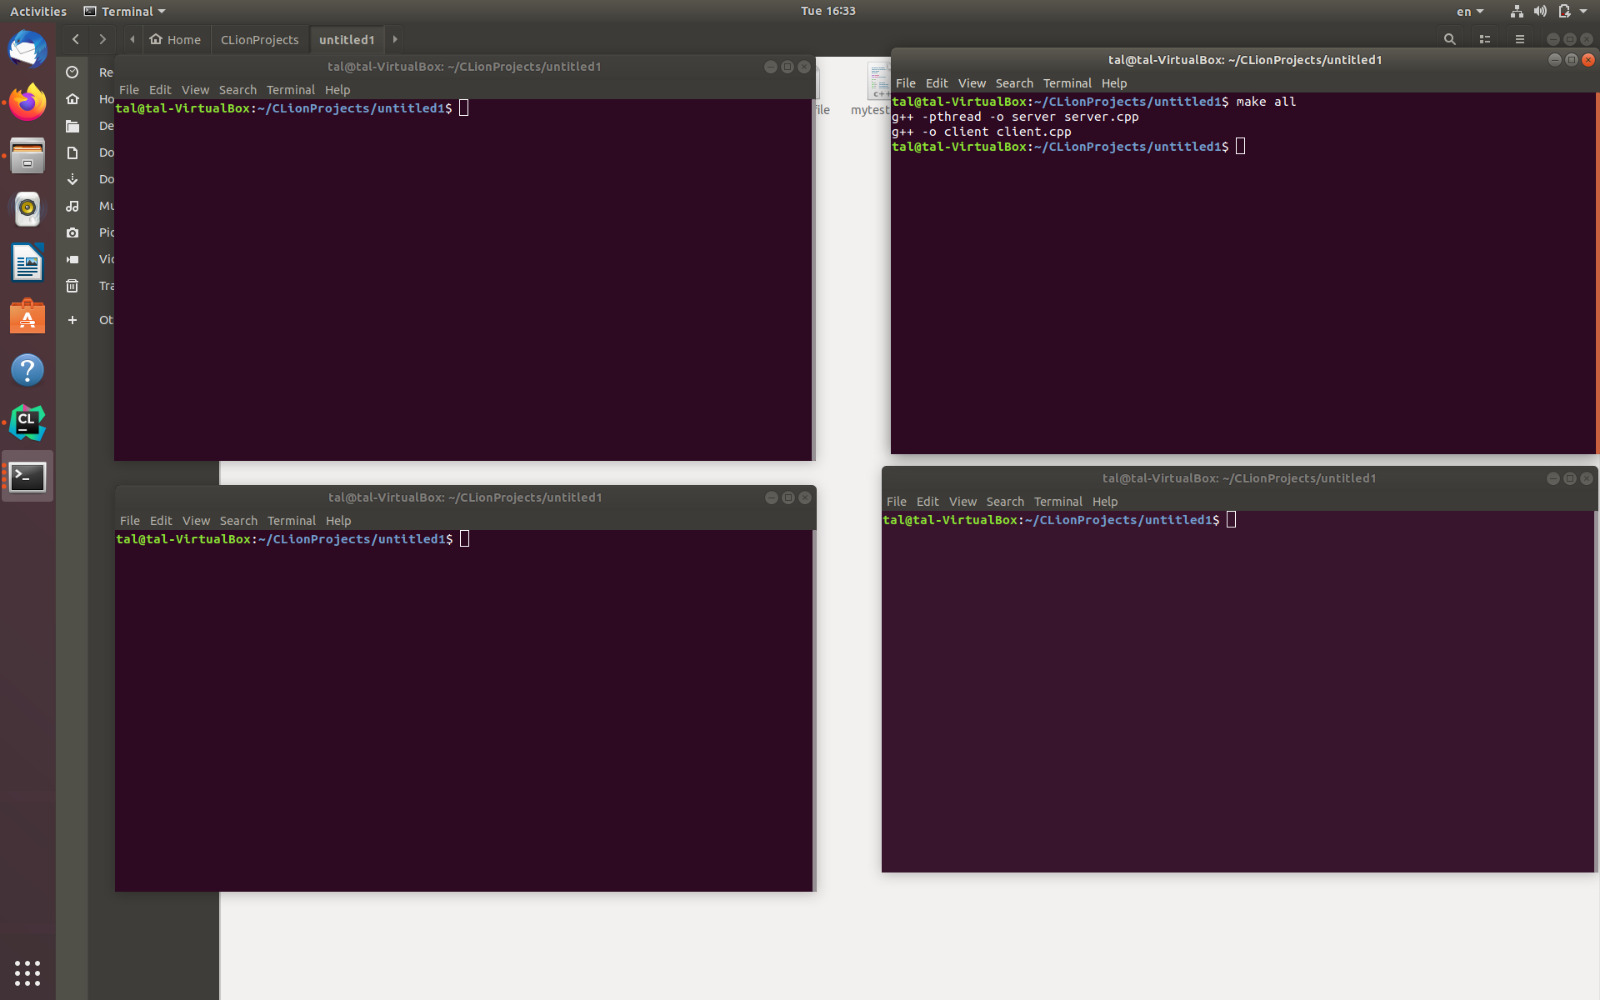 Activities Terminal Tue 16:33 en
Home CLionProjects untitled1
Re
Ho
De
Do
Do
Mu
Pic
Vic
Tra
Ot
tal@tal-VirtualBox: ~/CLionProjects/untitled1
File Edit View Search Terminal Help
tal@tal-VirtualBox:~/CLionProjects/untitled1$
ile mytest
C++
tal@tal-VirtualBox: ~/CLionProjects/untitled1
File Edit View Search Terminal Help
tal@tal-VirtualBox:~/CLionProjects/untitled1$ make all
g++ -pthread -o server server.cpp
g++ -o client client.cpp
tal@tal-VirtualBox:~/CLionProjects/untitled1$
tal@tal-VirtualBox: ~/CLionProjects/untitled1
File Edit View Search Terminal Help
tal@tal-VirtualBox:~/CLionProjects/untitled1$
tal@tal-VirtualBox: ~/CLionProjects/untitled1
File Edit View Search Terminal Help
tal@tal-VirtualBox:~/CLionProjects/untitled1$
CL